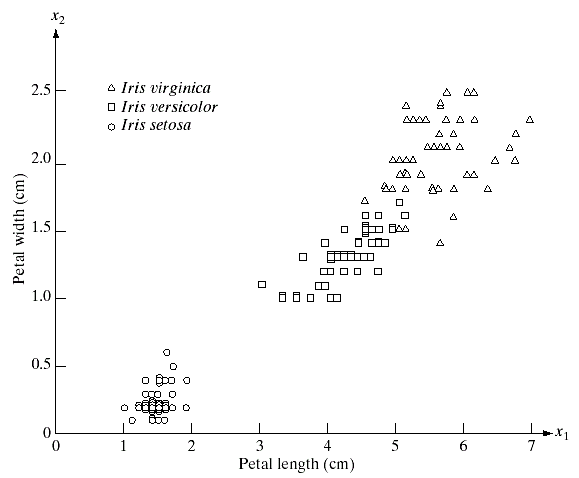 x2
2.5
Iris virginica
Iris versicolor
Iris setosa
2.0
Petal width (cm)
1.5
1.0
0.5
0
0 1 2 3 4 5 6 7 x1
Petal length (cm)